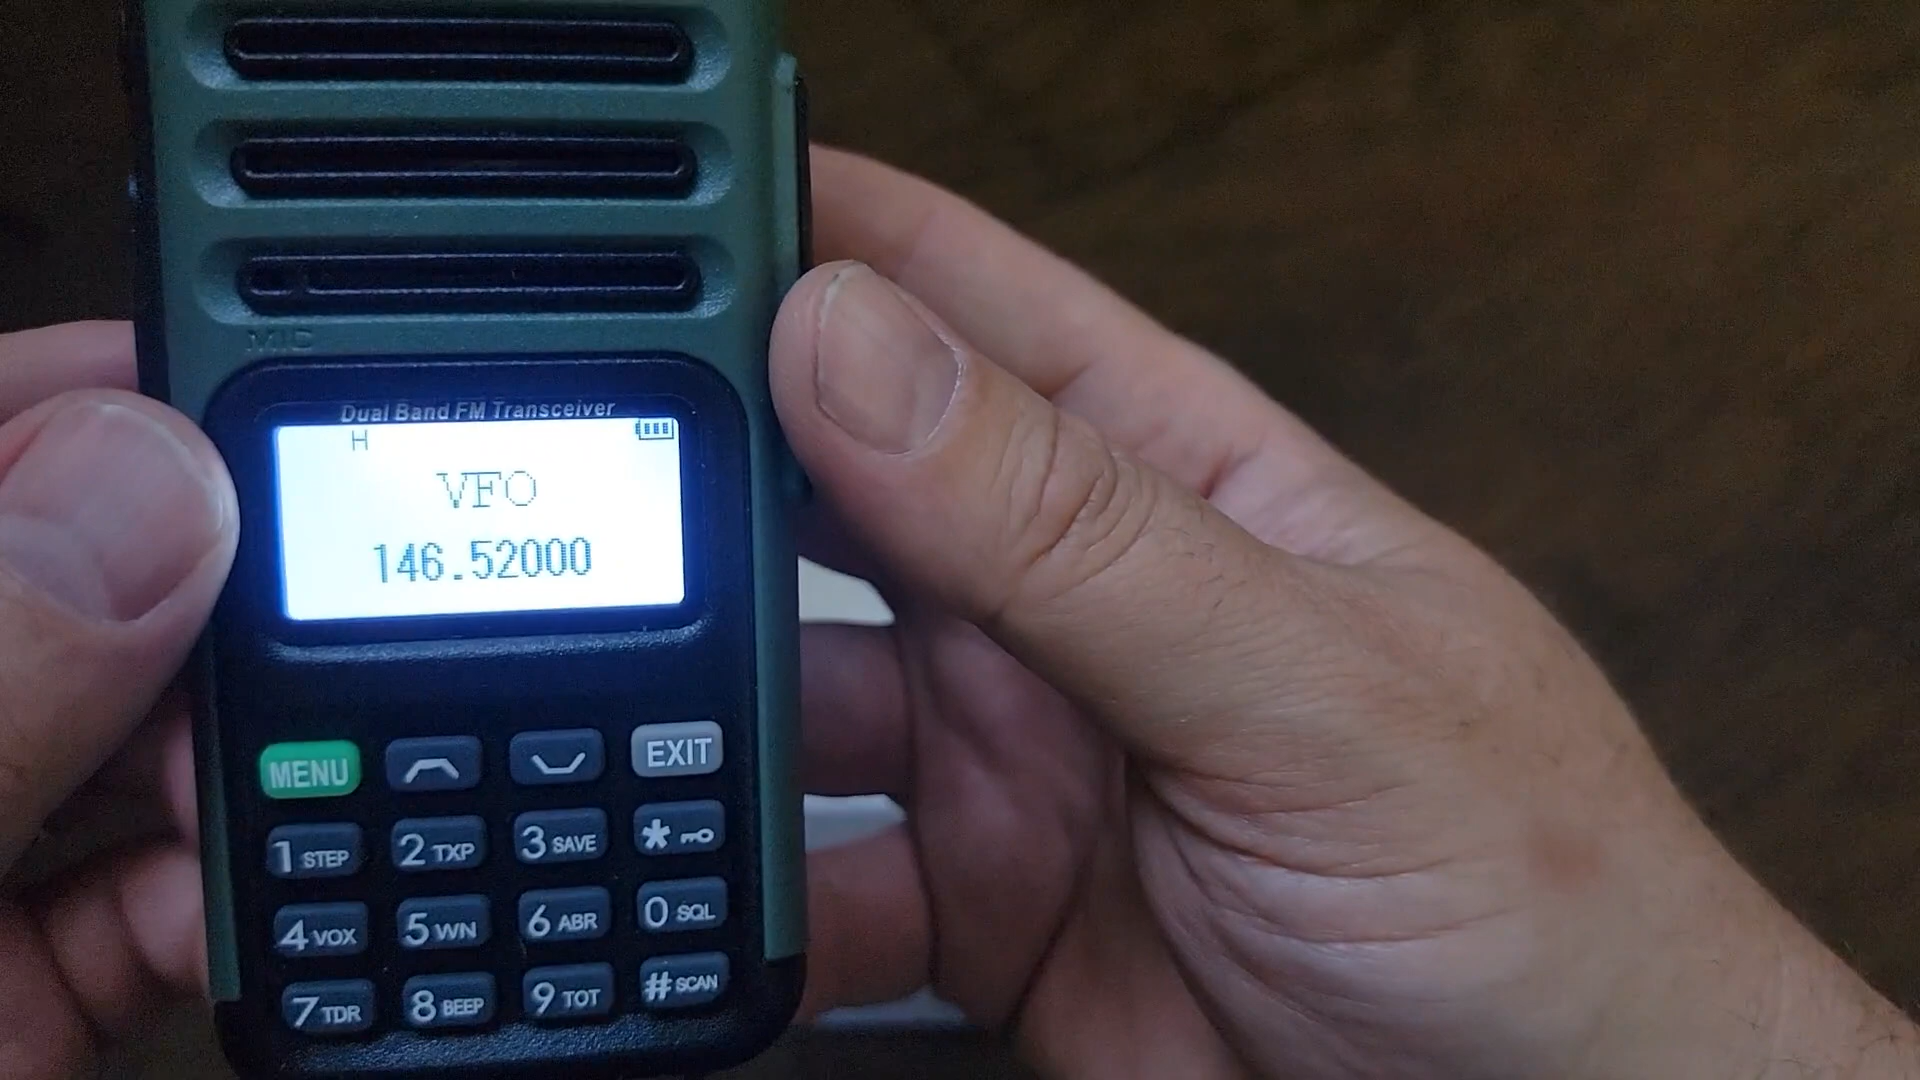 MIC
Dual Band FM Transceiver
H
VFO
146.52000
MENU EXIT
1 STEP 2 TXP 3 SAVE *
4 VOX 5 WN 6 ABR 0 SQL
7 TDR 8 BEEP 9 TOT # SCAN